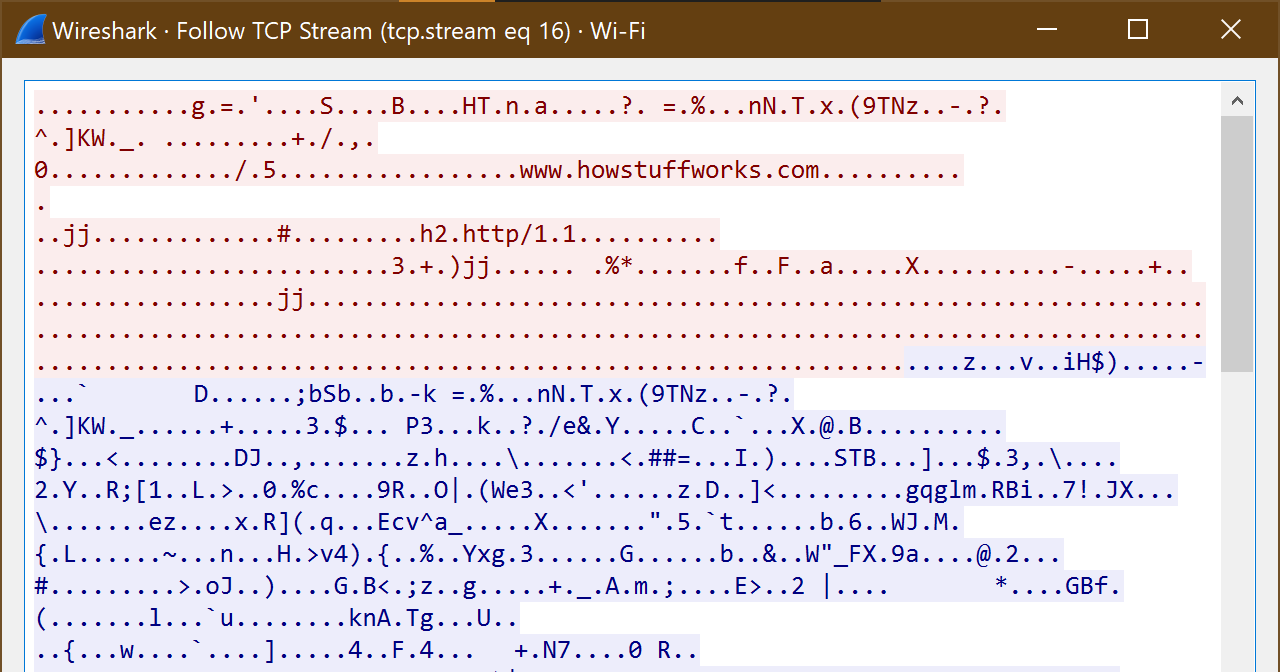 Wireshark · Follow TCP Stream (tcp.stream eq 16) · Wi-Fi
...........g.=.'....S....B....HT.n.a.....?. =.%...nN.T.x.(9TNz..-.?.
^.]KW._. .........+./.,.
0............./.5.................www.howstuffworks.com..........
.
..jj.............#.........h2.http/1.1..........
.........................3.+.)jj...... .%*.......f..F..a.....X..........-.....+..
.................jj...............................................................
..................................................................................
.................................................................z...v..iH$).....-
...`       D......;bSb..b.-k =.%...nN.T.x.(9TNz..-.?.
^.]KW._......+.....3.$... P3...k..?./e&.Y.....C..`...X.@.B..........
$}...<........DJ..,.......z.h....\.......<.##=...I.)....STB...]...$.3,.\....
2.Y..R;[1..L.>..0.%c....9R..O|.(We3..<'......z.D..]<.........gqglm.RBi..7!.JX...
\.......ez....x.R](.q...Ecv^a_.....X.......".5.`t......b.6..WJ.M.
{.L......~...n...H.>v4).{..%..Yxg.3......G......b..&..W"_FX.9a....@.2...
#.........>.oJ..)....G.B<.;z..g.....+._.A.m.;....E>..2 |....       *....GBf.
(.......l...`u........knA.Tg...U..
..{...w....`....].....4..F.4...   +.N7....0 R..